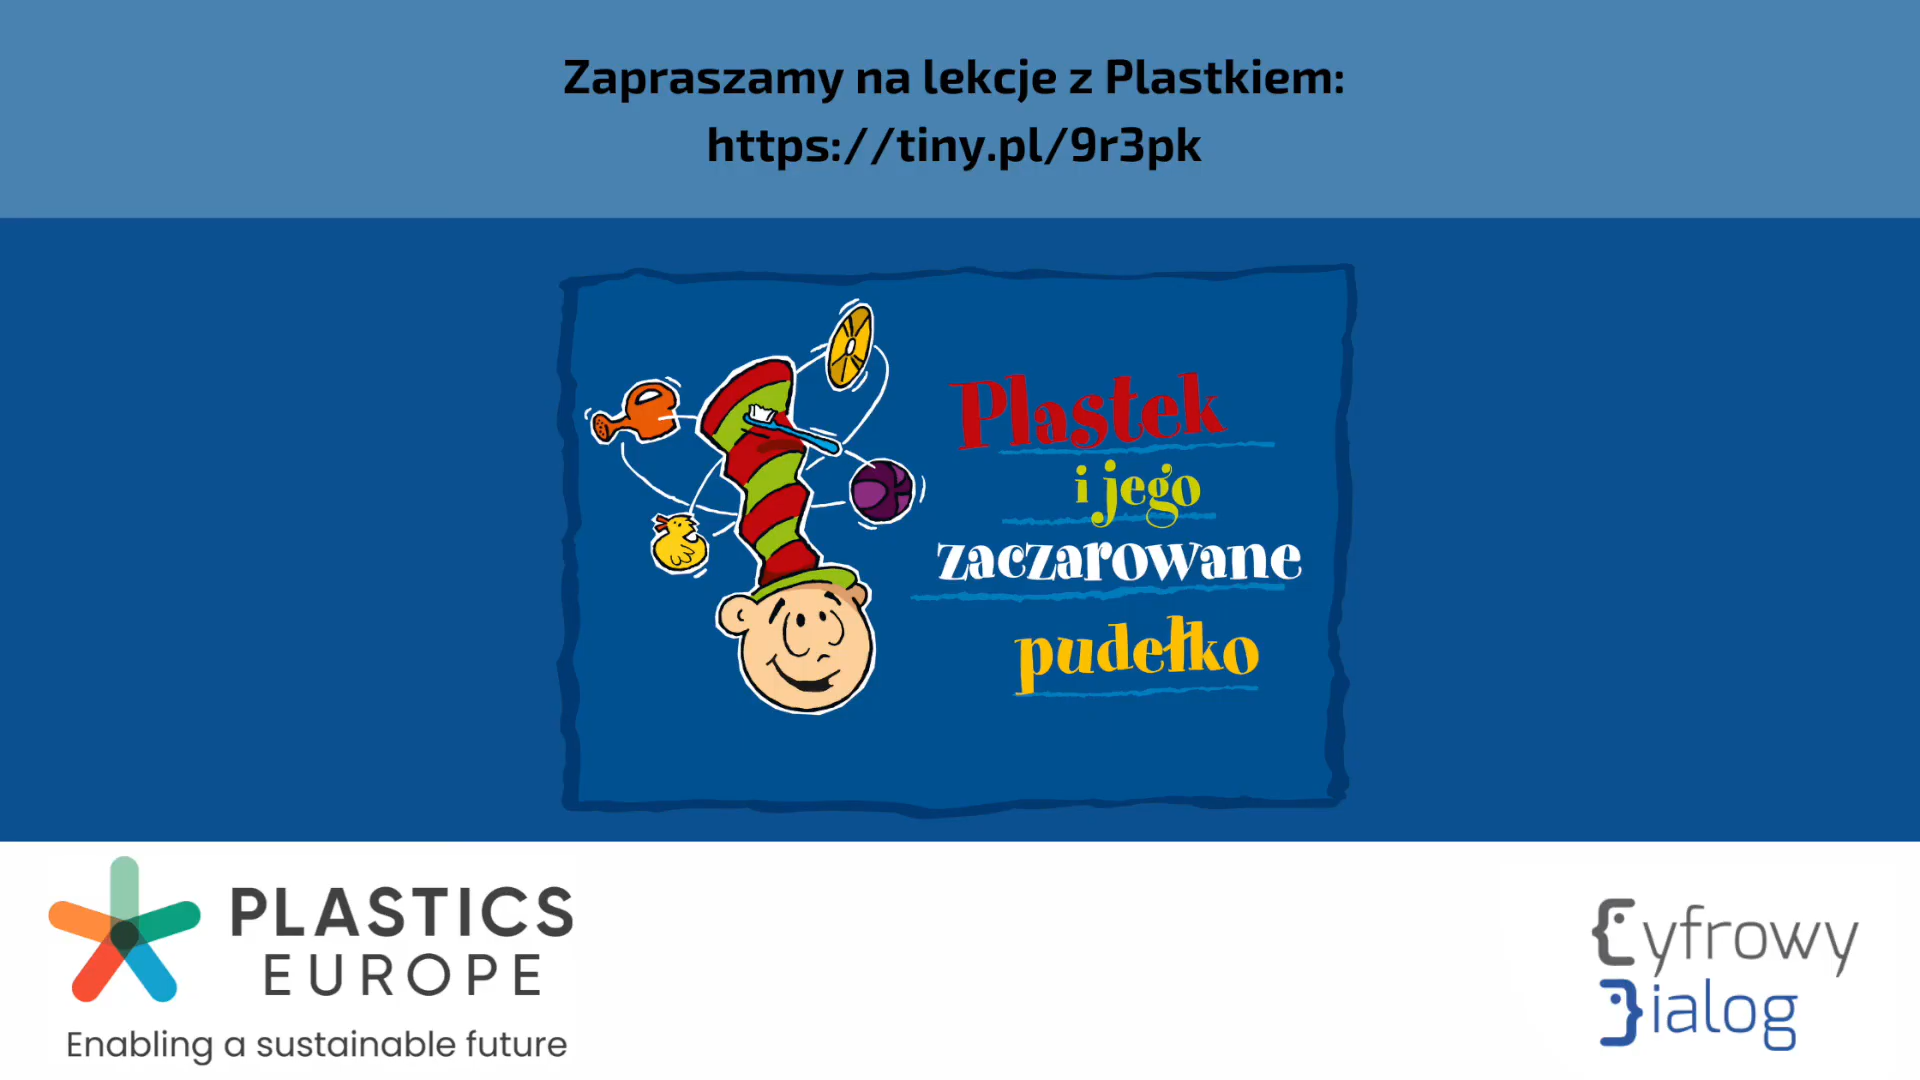 Zapraszamy na lekcje z Plastkiem:
https://tiny.pl/9r3pk
Plastek
i jego
zaczarowane
pudełko
PLASTICS
EUROPE
Enabling a sustainable future
Cyfrowy
Dialog